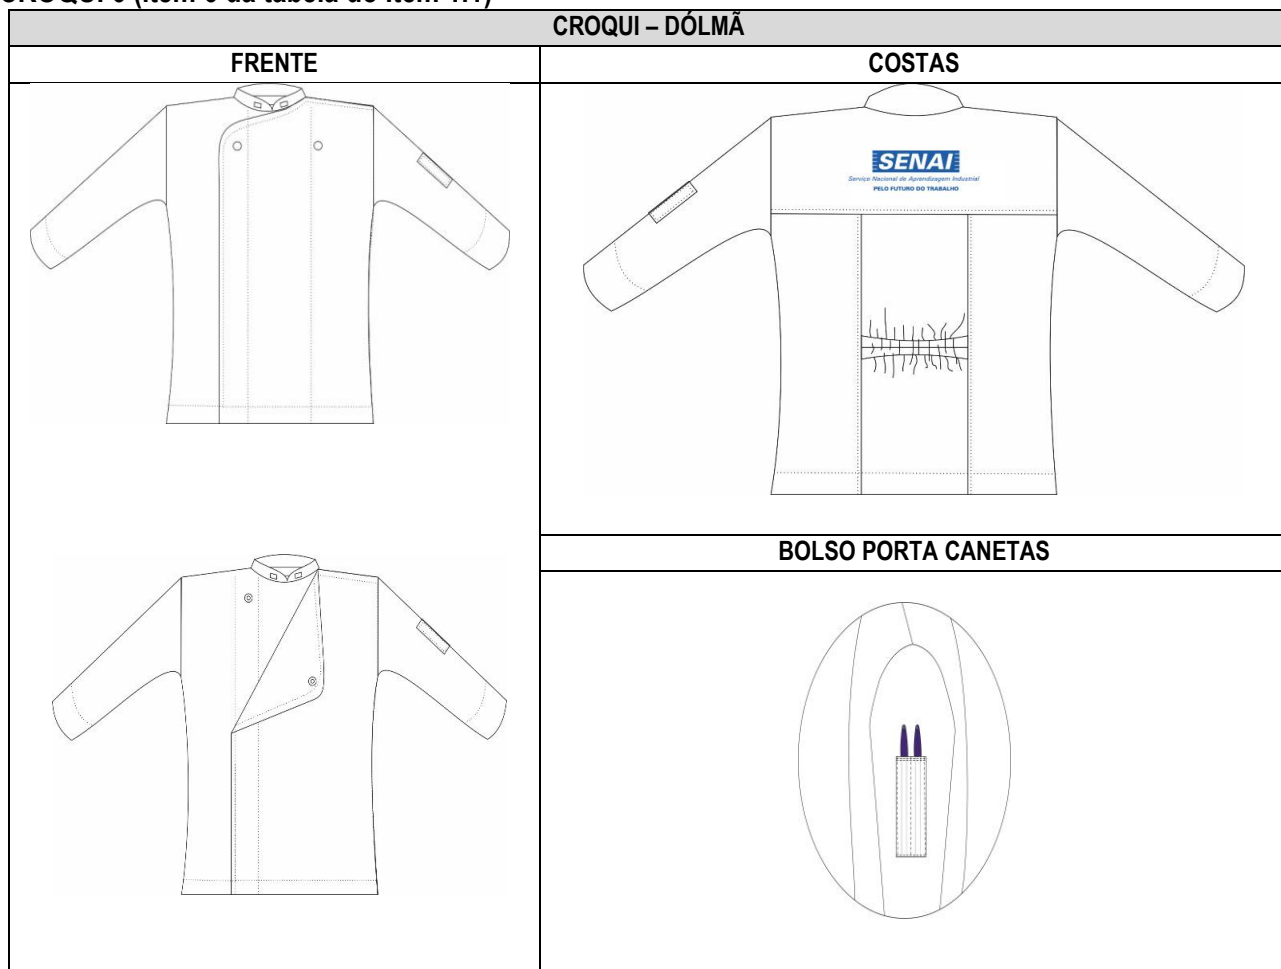 CROQUI – DÓLMÃ
FRENTE
COSTAS
SENAI
Serviço Nacional de Aprendizagem Industrial
PELO FUTURO DO TRABALHO
BOLSO PORTA CANETAS